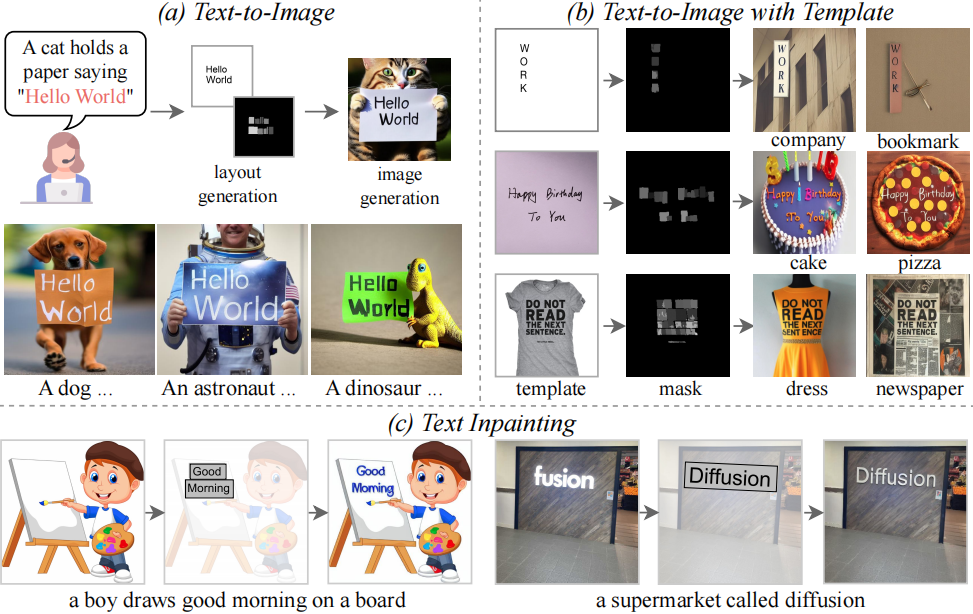 (a) Text-to-Image
A cat holds a
paper saying
"Hello World"
Hello
World
layout
generation
Hello
World
image
generation
Hello
World
Hello
World
Hello
World
A dog ...
An astronaut ...
A dinosaur ...
(b) Text-to-Image with Template
W
O
R
K
W
O
R
K
W
O
R
K
company
bookmark
Happy Birthday
To You
Happy Birthday
To You
Happy Birthday
To You
cake
pizza
DO NOT
READ
THE NEXT
SENTENCE.
DO NOT
READ
THE NEXT
SENT ENCE.
DO NOT
READ
THE NEXT
SENTENCE.
template
mask
dress
newspaper
(c) Text Inpainting
Good
Morning
Good
Morning
fusion
Diffusion
Diffusion
a boy draws good morning on a board
a supermarket called diffusion